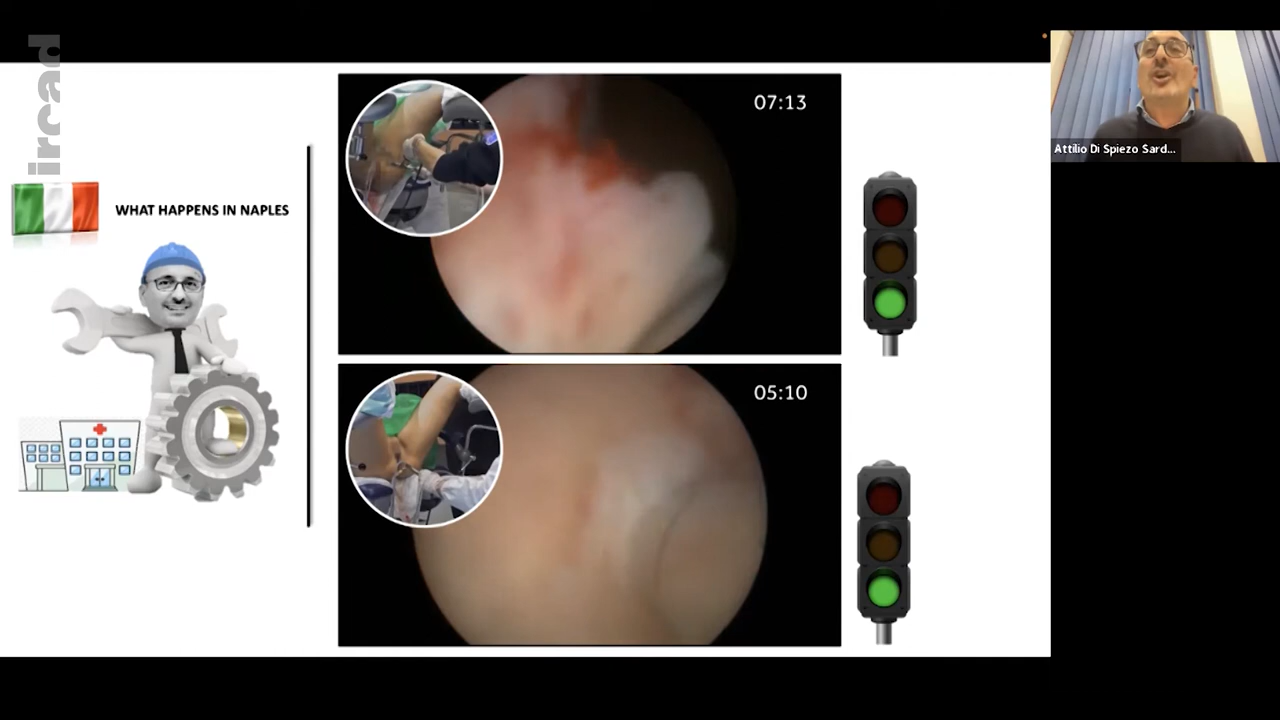 ircad
WHAT HAPPENS IN NAPLES
07:13
05:10
Attilio Di Spiezo Sard...